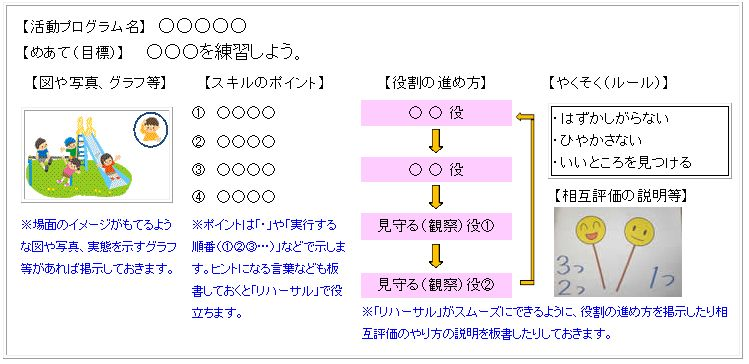 【活動プログラム名】 ○○○○○
【めあて（目標）】 ○○○を練習しよう。
【図や写真、グラフ等】
※場面のイメージがもてるよう
な図や写真、実態を示すグラフ
等があれば掲示しておきます。
【スキルのポイント】
① ○○○○
② ○○○○
③ ○○○○
④ ○○○○
※ポイントは「・」や「実行する
順番（①②③…）」などで示しま
す。ヒントになる言葉なども板
書しておくと「リハーサル」で役
立ちます。
【役割の進め方】
○ ○ 役
○ ○ 役
見守る（観察）役①
見守る（観察）役②
【やくそく（ルール）】
・はずかしがらない
・ひやかさない
・いいところを見つける
【相互評価の説明等】
3つ
2つ
1つ
※「リハーサル」がスムーズにできるように、役割の進め方を掲示したり相
互評価のやり方の説明を板書したりしておきます。